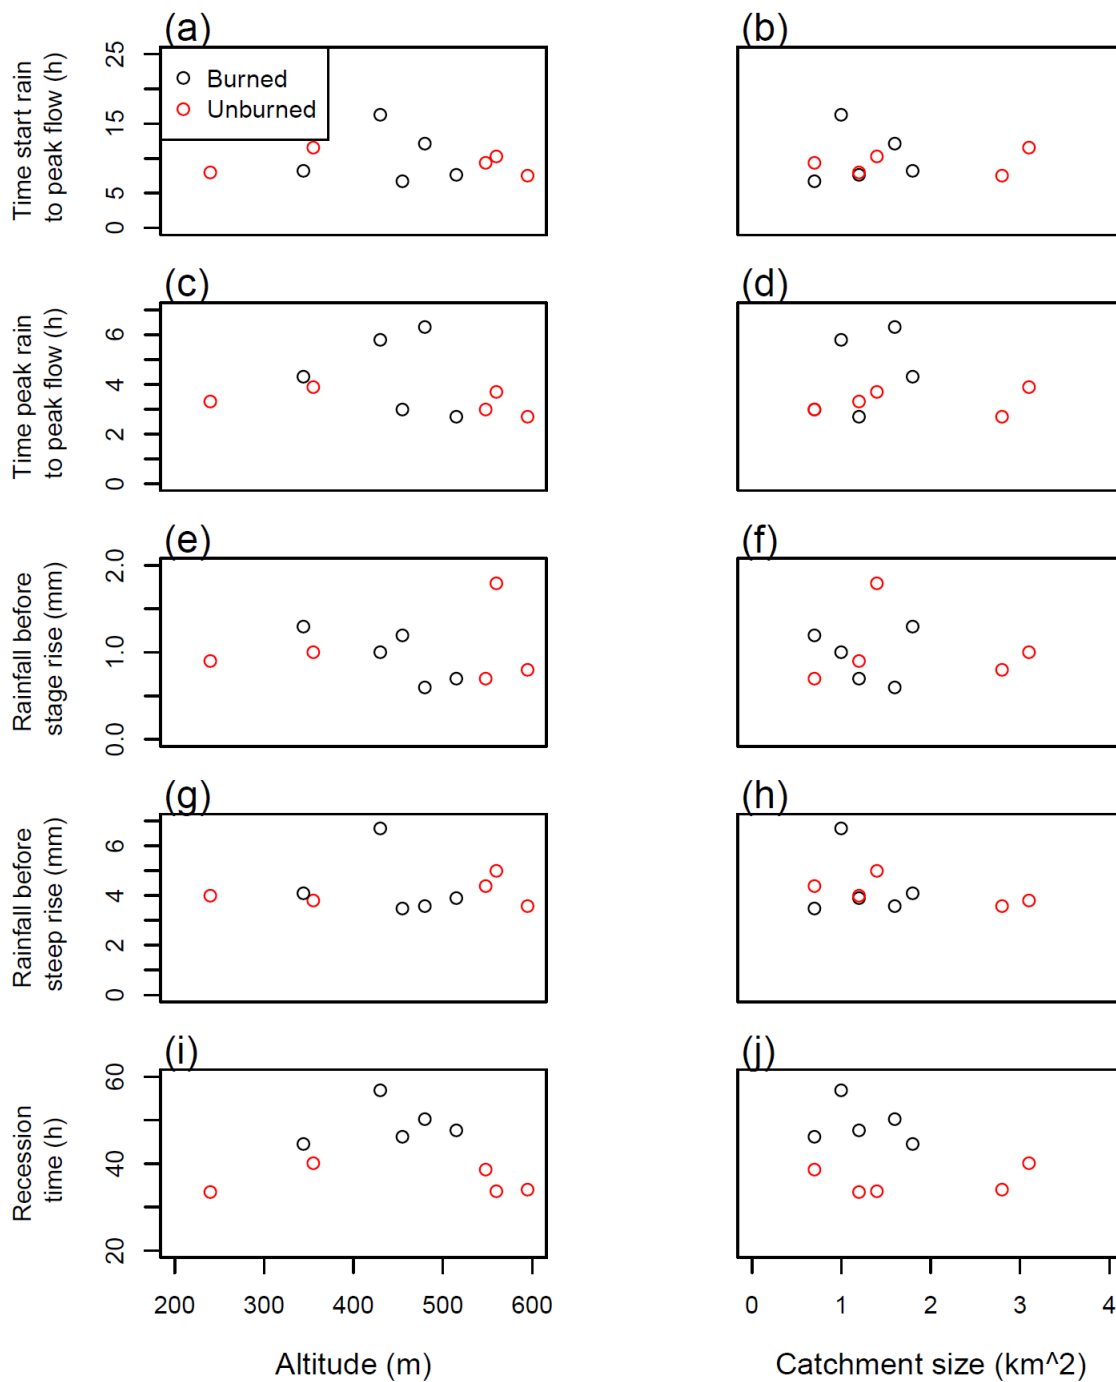 (a)
(b)
Time start rain
to peak flow (h)
0
5
15
25
Burned
Unburned
(c)
(d)
Time peak rain
to peak flow (h)
0
2
4
6
(e)
(f)
Rainfall before
stage rise (mm)
0.0
1.0
2.0
(g)
(h)
Rainfall before
steep rise (mm)
0
2
4
6
(i)
(j)
Recession
time (h)
20
40
60
200 300 400 500 600
0 1 2 3 4
Altitude (m)
Catchment size (km^2)